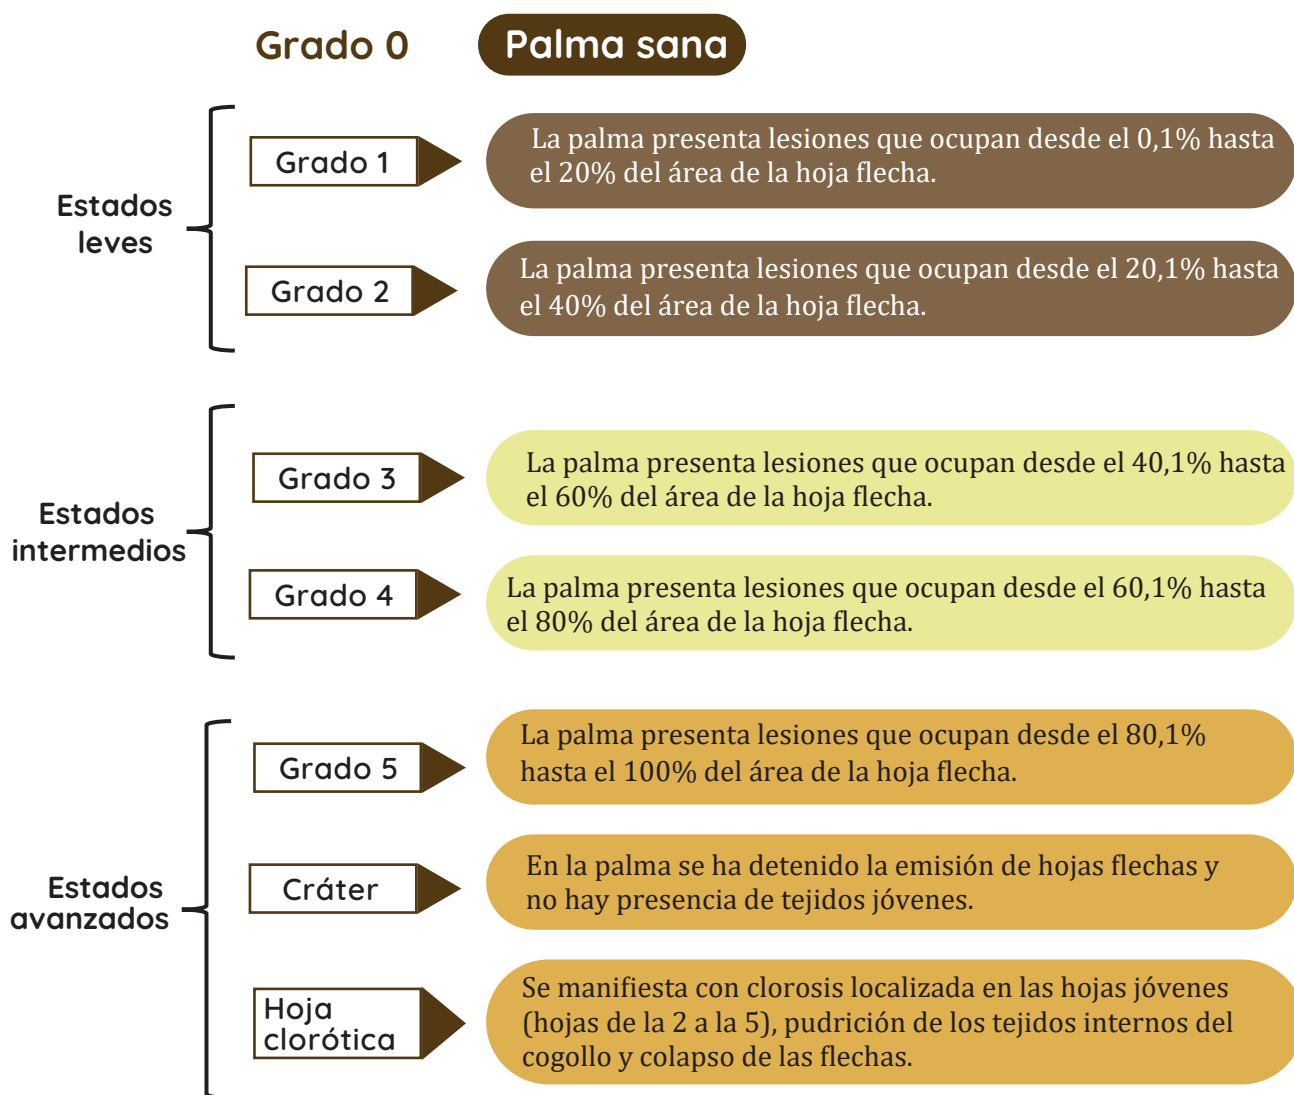 Grado 0 Palma sana
Estados
leves
Grado 1
La palma presenta lesiones que ocupan desde el 0,1% hasta
el 20% del área de la hoja flecha.
Grado 2
La palma presenta lesiones que ocupan desde el 20,1% hasta
el 40% del área de la hoja flecha.
Estados
intermedios
Grado 3
La palma presenta lesiones que ocupan desde el 40,1% hasta
el 60% del área de la hoja flecha.
Grado 4
La palma presenta lesiones que ocupan desde el 60,1% hasta
el 80% del área de la hoja flecha.
Estados
avanzados
Grado 5
La palma presenta lesiones que ocupan desde el 80,1%
hasta el 100% del área de la hoja flecha.
Cráter
En la palma se ha detenido la emisión de hojas flechas y
no hay presencia de tejidos jóvenes.
Hoja
clorótica
Se manifiesta con clorosis localizada en las hojas jóvenes
(hojas de la 2 a la 5), pudrición de los tejidos internos del
cogollo y colapso de las flechas.